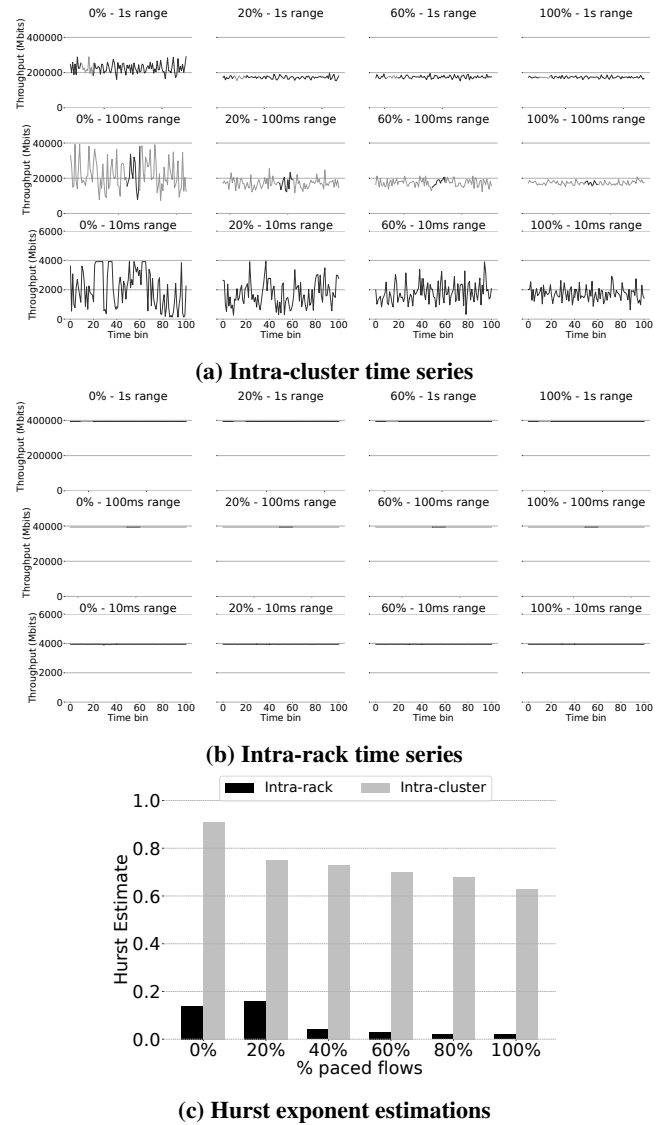 0% - 1s range 20% - 1s range 60% - 1s range 100% - 1s range
Throughput (Mbits)
400000
200000
0
0% - 100ms range 20% - 100ms range 60% - 100ms range 100% - 100ms range
Throughput (Mbits)
40000
20000
0
0% - 10ms range 20% - 10ms range 60% - 10ms range 100% - 10ms range
Throughput (Mbits)
6000
4000
2000
0
0 20 40 60 80 100 0 20 40 60 80 100 0 20 40 60 80 100 0 20 40 60 80 100
Time bin Time bin Time bin Time bin
(a) Intra-cluster time series
0% - 1s range 20% - 1s range 60% - 1s range 100% - 1s range
Throughput (Mbits)
400000
200000
0
0% - 100ms range 20% - 100ms range 60% - 100ms range 100% - 100ms range
Throughput (Mbits)
40000
20000
0
0% - 10ms range 20% - 10ms range 60% - 10ms range 100% - 10ms range
Throughput (Mbits)
6000
4000
2000
0
0 20 40 60 80 100 0 20 40 60 80 100 0 20 40 60 80 100 0 20 40 60 80 100
Time bin Time bin Time bin Time bin
(b) Intra-rack time series
Intra-rack Intra-cluster
Hurst Estimate
1.0
0.8
0.6
0.4
0.2
0.0
0% 20% 40% 60% 80% 100%
% paced flows
(c) Hurst exponent estimations